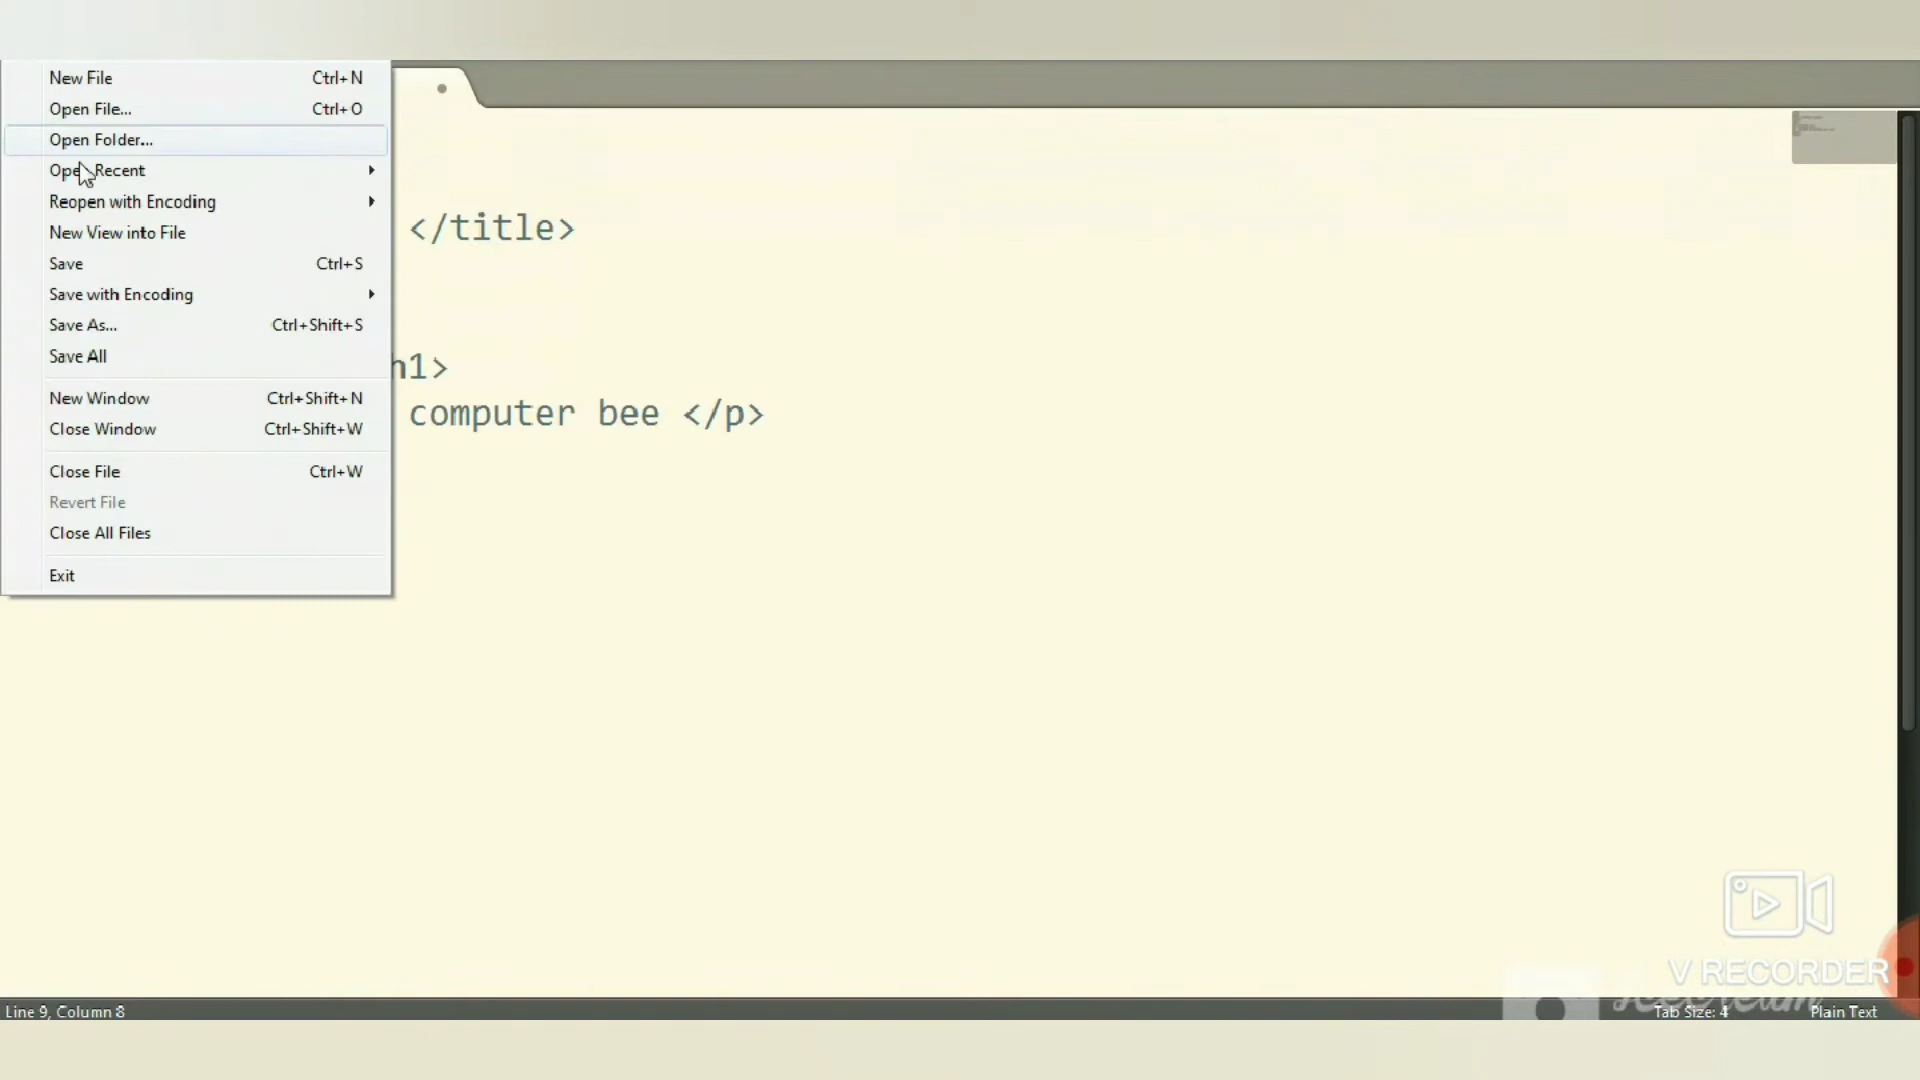 New File Ctrl+N
Open File... Ctrl+O
Open Folder...
Open Recent
Reopen with Encoding
New View into File
Save Ctrl+S
Save with Encoding
Save As... Ctrl+Shift+S
Save All
New Window Ctrl+Shift+N
Close Window Ctrl+Shift+W
Close File Ctrl+W
Revert File
Close All Files
Exit
</title>
h1>
computer bee </p>
V RECORDER
Line 9, Column 8
Tab Size: 4
Plain Text